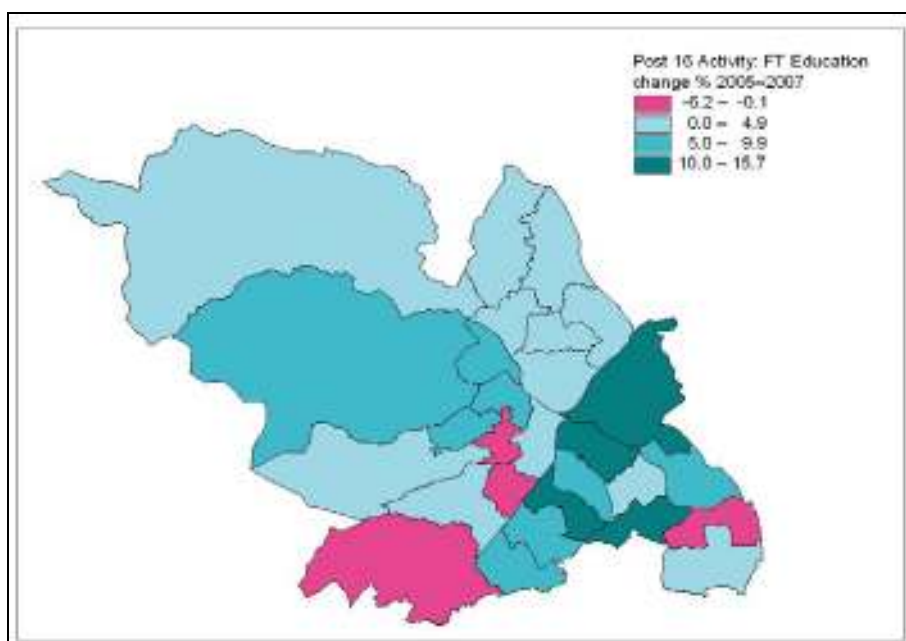 Post 16 Activity: FT Education
change % 2005-2007
-6.2 - -0.1
0.0 - 4.9
5.0 - 9.9
10.0 - 15.7